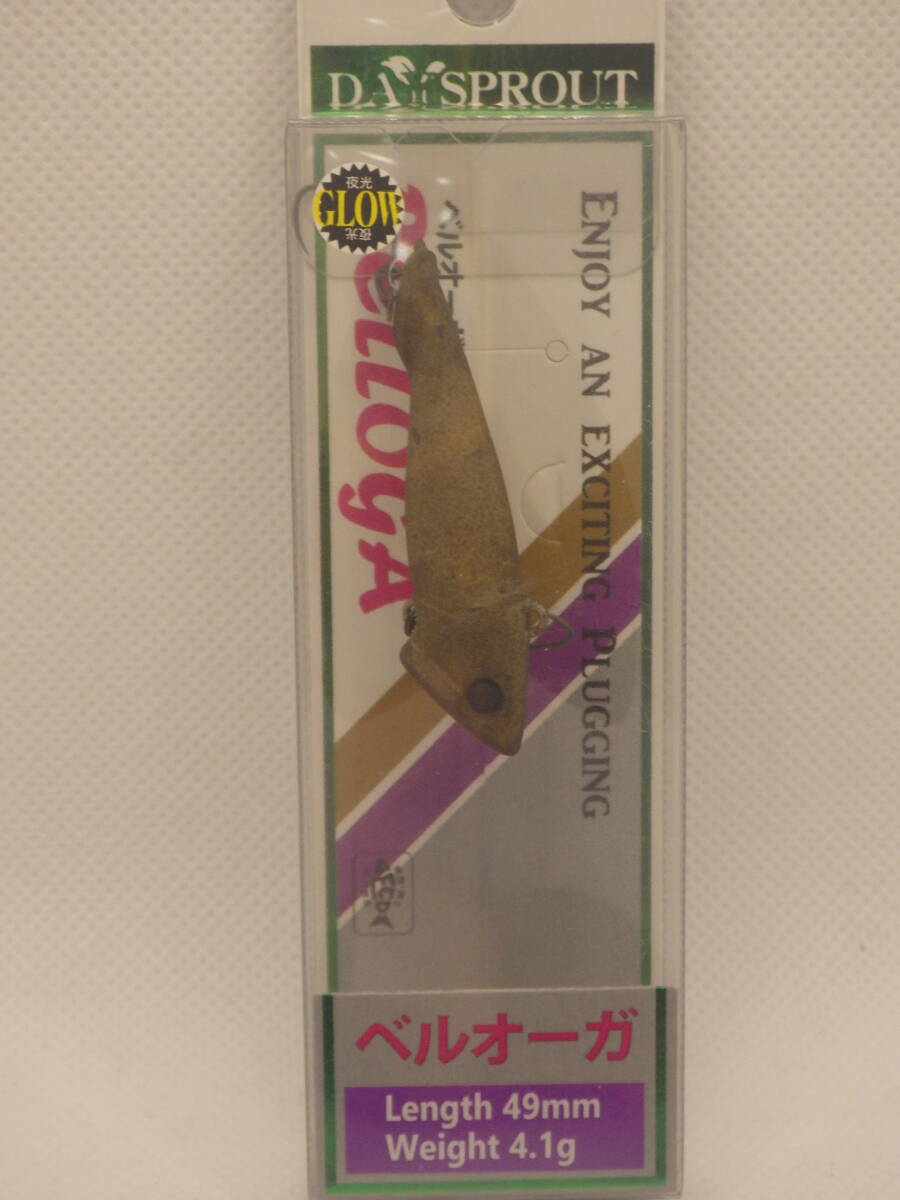 DAYSPROUT
夜光
GLOW
夜光
BellogA
ベルオーガ
ENJOY AN EXCITING PLUGGING
ベルオーガ
Length 49mm
Weight 4.1g